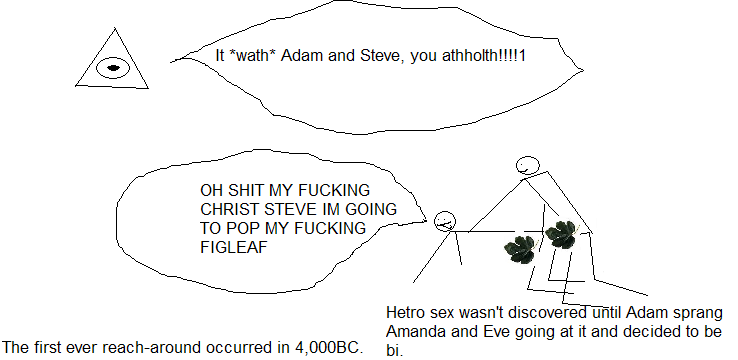 It *wath* Adam and Steve, you athholth!!!!1
OH SHIT MY FUCKING
CHRIST STEVE IM GOING
TO POP MY FUCKING
FIGLEAF
Hetro sex wasn't discovered until Adam sprang
Amanda and Eve going at it and decided to be
bi.
The first ever reach-around occurred in 4,000BC.